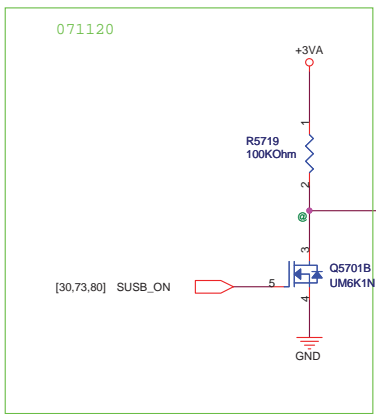 071120
+3VA
1
R5719
100KOhm
2
@
3
Q5701B
[30,73,80] SUSB_ON
5
UM6K1N
4
GND